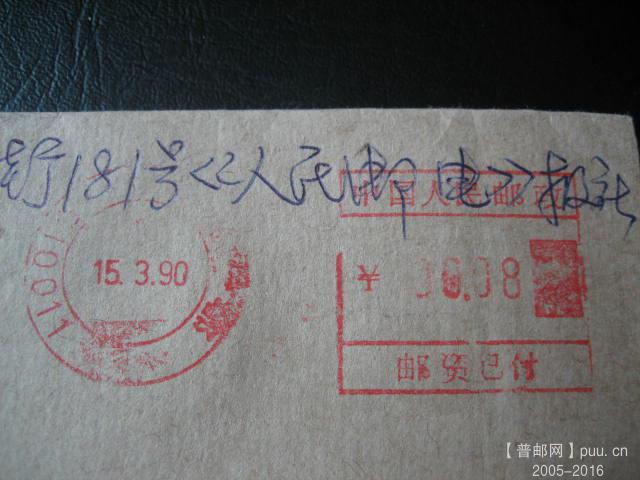 街181号《人民邮电》报社
中国人民邮政
11001
15.3.90
¥ 00.08
邮资已付
【普邮网】puu.cn
2005-2016